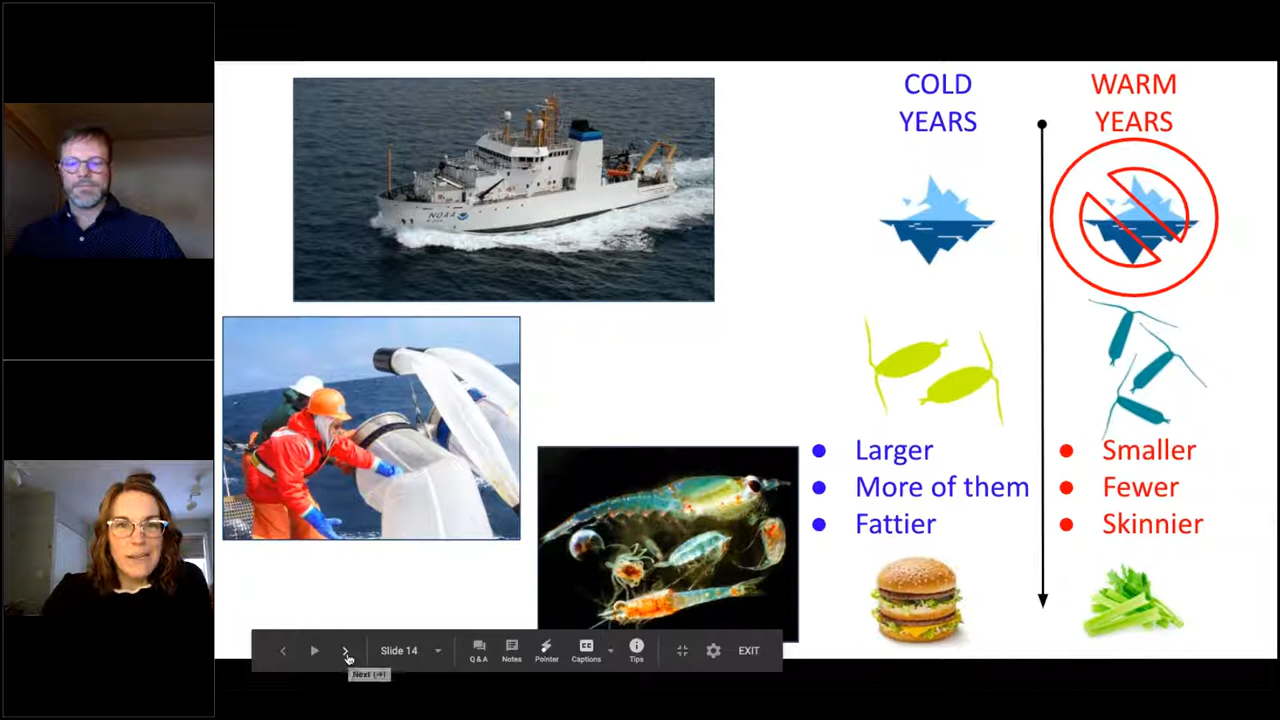 COLD
YEARS
WARM
YEARS
NOAA
Larger
More of them
Fattier
Smaller
Fewer
Skinnier
Slide 14
Q & A
Notes
Pointer
Captions
Tips
EXIT
Next (→)